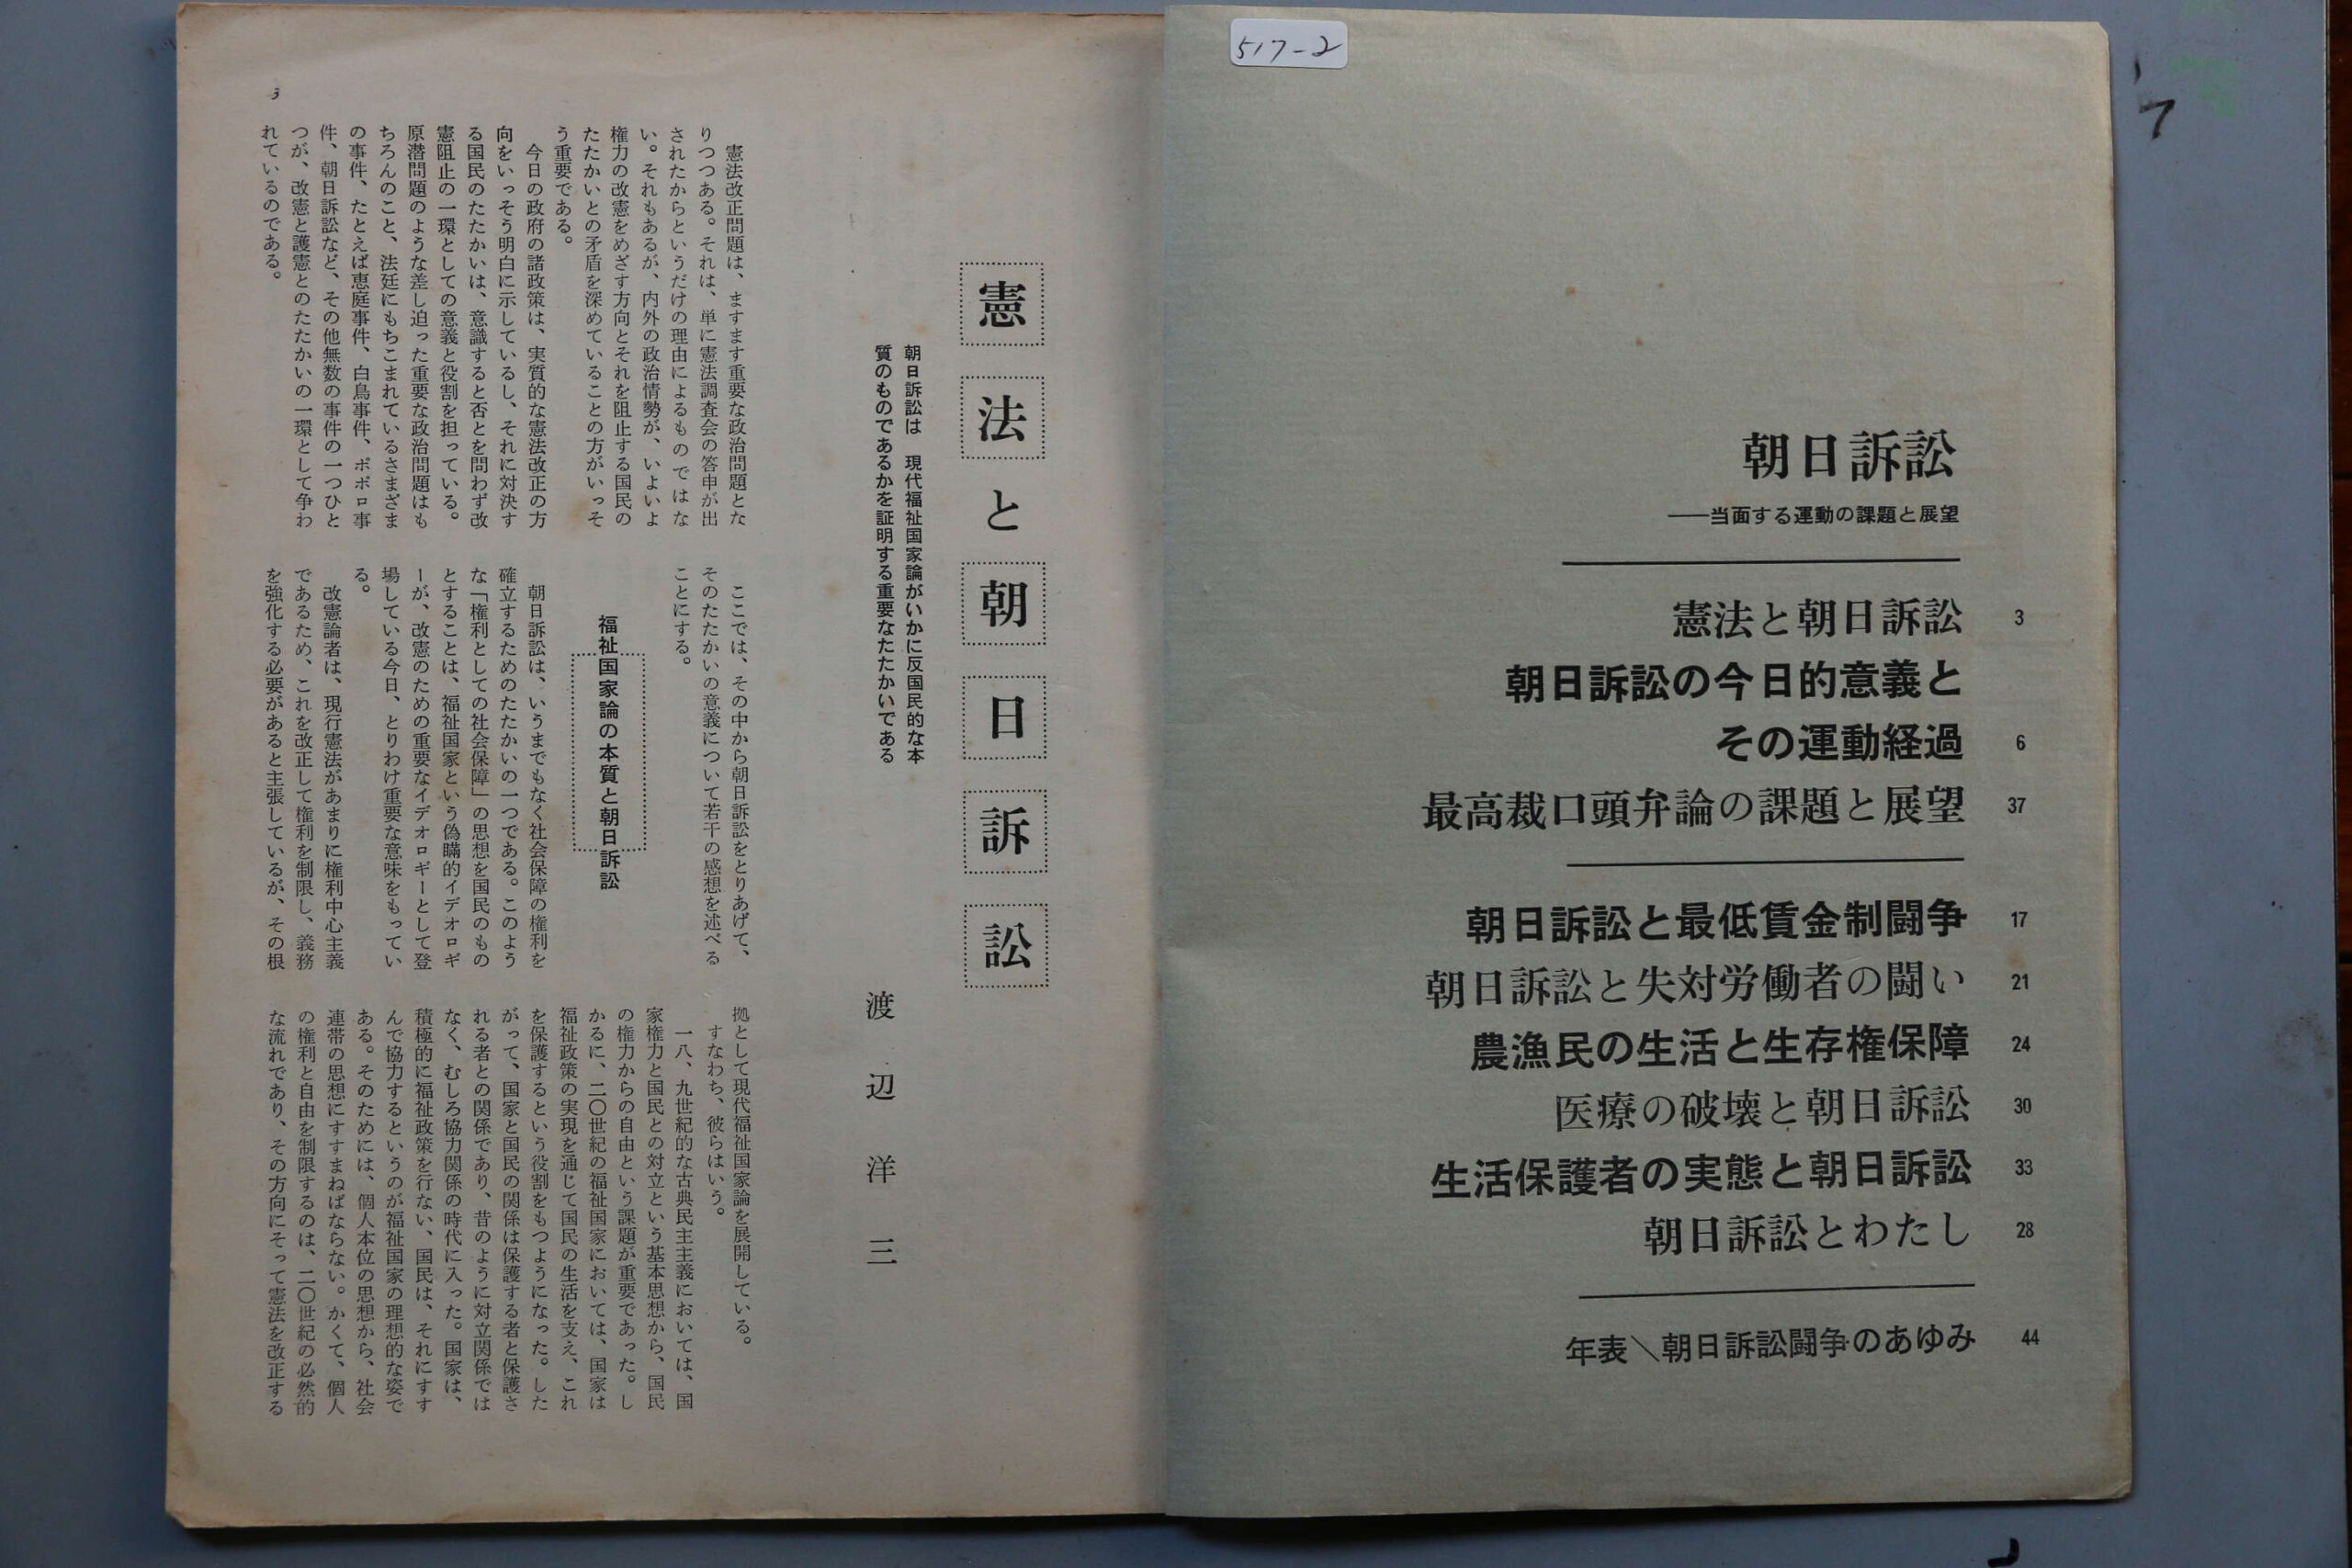 517-2
朝日訴訟
――当面する運動の課題と展望
憲法と朝日訴訟 3
朝日訴訟の今日的意義と
その運動経過 6
最高裁口頭弁論の課題と展望 37
朝日訴訟と最低賃金制闘争 17
朝日訴訟と失対労働者の闘い 21
農漁民の生活と生存権保障 24
医療の破壊と朝日訴訟 30
生活保護者の実態と朝日訴訟 33
朝日訴訟とわたし 28
年表＼朝日訴訟闘争のあゆみ 44
憲法と朝日訴訟
朝日訴訟は 現代福祉国家論がいかに反国民的な本
質のものであるかを証明する重要なたたかいである
渡辺洋三
憲法改正問題は、ますます重要な政治問題とな
りつつある。それは、単に憲法調査会の答申が出
されたからというだけの理由によるものではな
い。それもあるが、内外の政治情勢が、いよいよ
権力の改憲をめざす方向とそれを阻止する国民の
たたかいとの矛盾を深めていることの方がいっそ
う重要である。
今日の政府の諸政策は、実質的な憲法改正の方
向をいっそう明白に示しているし、それに対決す
る国民のたたかいは、意識すると否とを問わず改
憲阻止の一環としての意義と役割を担っている。
原潜問題のような差し迫った重要な政治問題はも
ちろんのこと、法廷にもちこまれているさまざま
の事件、たとえば恵庭事件、白鳥事件、ポポロ事
件、朝日訴訟など、その他無数の事件の一つひと
つが、改憲と護憲とのたたかいの一環として争わ
れているのである。
ここでは、その中から朝日訴訟をとりあげて、
そのたたかいの意義について若干の感想を述べる
ことにする。
福祉国家論の本質と朝日訴訟
朝日訴訟は、いうまでもなく社会保障の権利を
確立するためのたたかいの一つである。このよう
な「権利としての社会保障」の思想を国民のもの
とすることは、福祉国家という偽瞞的イデオロギ
ーが、改憲のための重要なイデオロギーとして登
場している今日、とりわけ重要な意味をもってい
る。
改憲論者は、現行憲法があまりに権利中心主義
であるため、これを改正して権利を制限し、義務
を強化する必要があると主張しているが、その根
拠として現代福祉国家論を展開している。
すなわち、彼らはいう。
一八、九世紀的な古典民主主義においては、国
家権力と国民との対立という基本思想から、国民
の権力からの自由という課題が重要であった。し
かるに、二〇世紀の福祉国家においては、国家は
福祉政策の実現を通じて国民の生活を支え、これ
を保護するという役割をもつようになった。した
がって、国家と国民の関係は保護する者と保護さ
れる者との関係であり、昔のように対立関係では
なく、むしろ協力関係の時代に入った。国家は、
積極的に福祉政策を行ない、国民は、それにすす
んで協力するというのが福祉国家の理想的な姿で
ある。そのためには、個人本位の思想から、社会
連帯の思想にすすまねばならない。かくて、個人
の権利と自由を制限するのは、二〇世紀の必然的
な流れであり、その方向にそって憲法を改正する
3
7